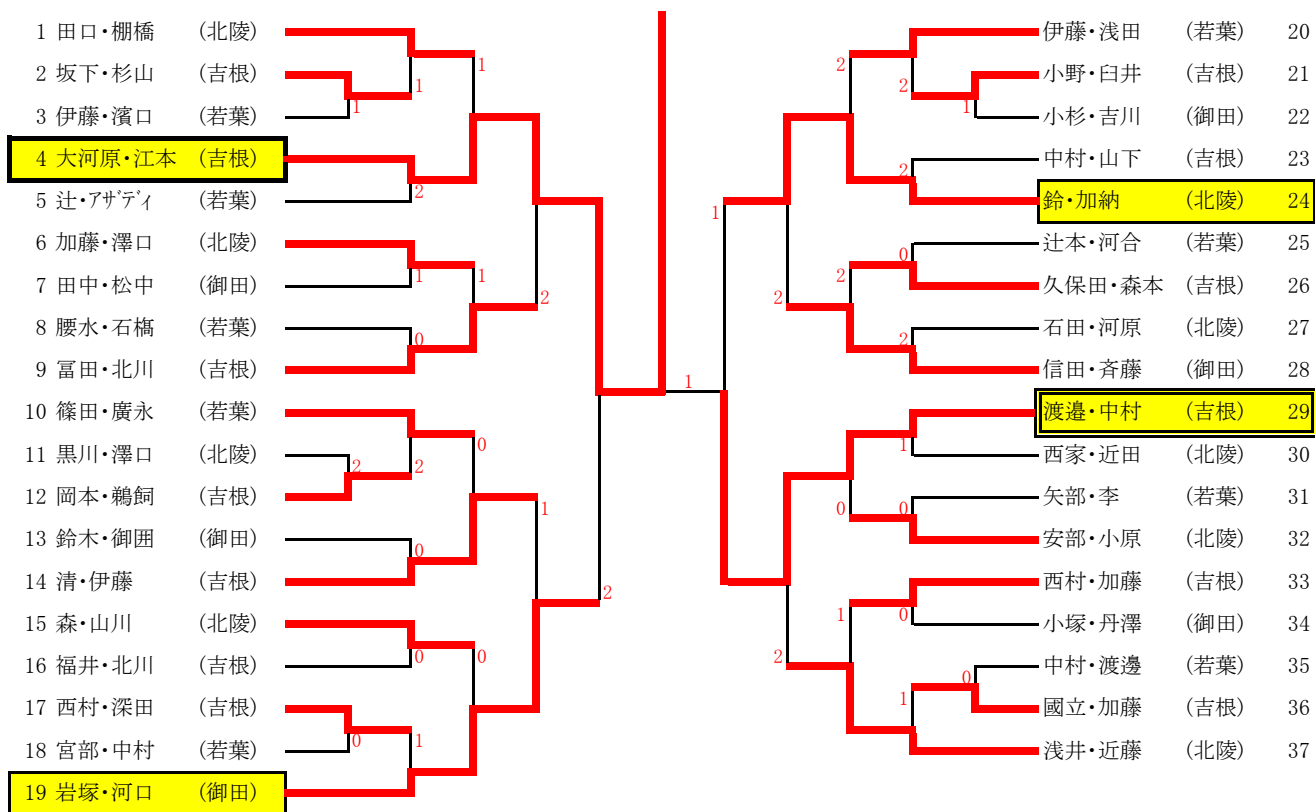 1 田口・棚橋 (北陵)
2 坂下・杉山 (吉根)
3 伊藤・濱口 (若葉)
4 大河原・江本 (吉根)
5 辻・アザディ (若葉)
6 加藤・澤口 (北陵)
7 田中・松中 (御田)
8 腰水・石槗 (若葉)
9 冨田・北川 (吉根)
10 篠田・廣永 (若葉)
11 黒川・澤口 (北陵)
12 岡本・鵜飼 (吉根)
13 鈴木・御囲 (御田)
14 清・伊藤 (吉根)
15 森・山川 (北陵)
16 福井・北川 (吉根)
17 西村・深田 (吉根)
18 宮部・中村 (若葉)
19 岩塚・河口 (御田)
1
1
1
2
1
1
0
2
2
2
0
0
1
0
0
0
1
2
1
2
2
1
2
1
0
2
2
2
1
0
0
1
0
0
1
2
伊藤・浅田 (若葉) 20
小野・臼井 (吉根) 21
小杉・吉川 (御田) 22
中村・山下 (吉根) 23
鈴・加納 (北陵) 24
辻本・河合 (若葉) 25
久保田・森本 (吉根) 26
石田・河原 (北陵) 27
信田・斉藤 (御田) 28
渡邉・中村 (吉根) 29
西家・近田 (北陵) 30
矢部・李 (若葉) 31
安部・小原 (北陵) 32
西村・加藤 (吉根) 33
小塚・丹澤 (御田) 34
中村・渡邉 (若葉) 35
國立・加藤 (吉根) 36
浅井・近藤 (北陵) 37